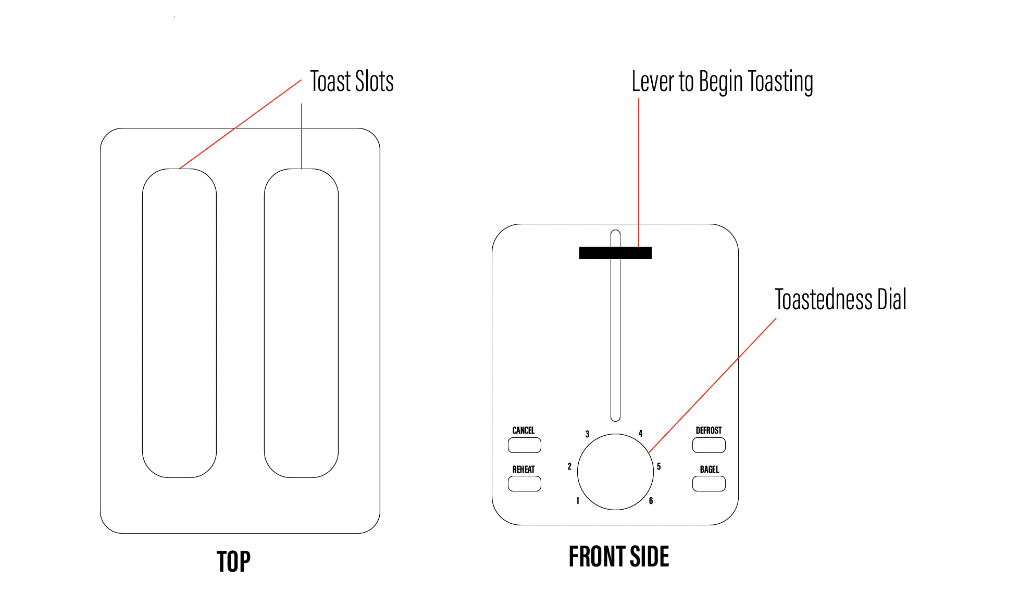 Toast Slots
Lever to Begin Toasting
Toastedness Dial
CANCEL
REHEAT
3
4
2
5
1
6
DEFROST
BAGEL
TOP
FRONT SIDE